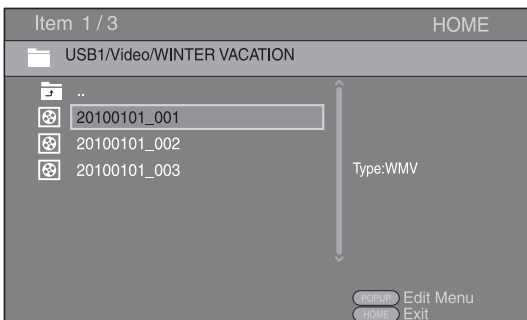 Item 1/3 HOME
USB1/Video/WINTER VACATION
..
20100101_001
20100101_002
20100101_003
Type:WMV
POPUP Edit Menu
HOME Exit